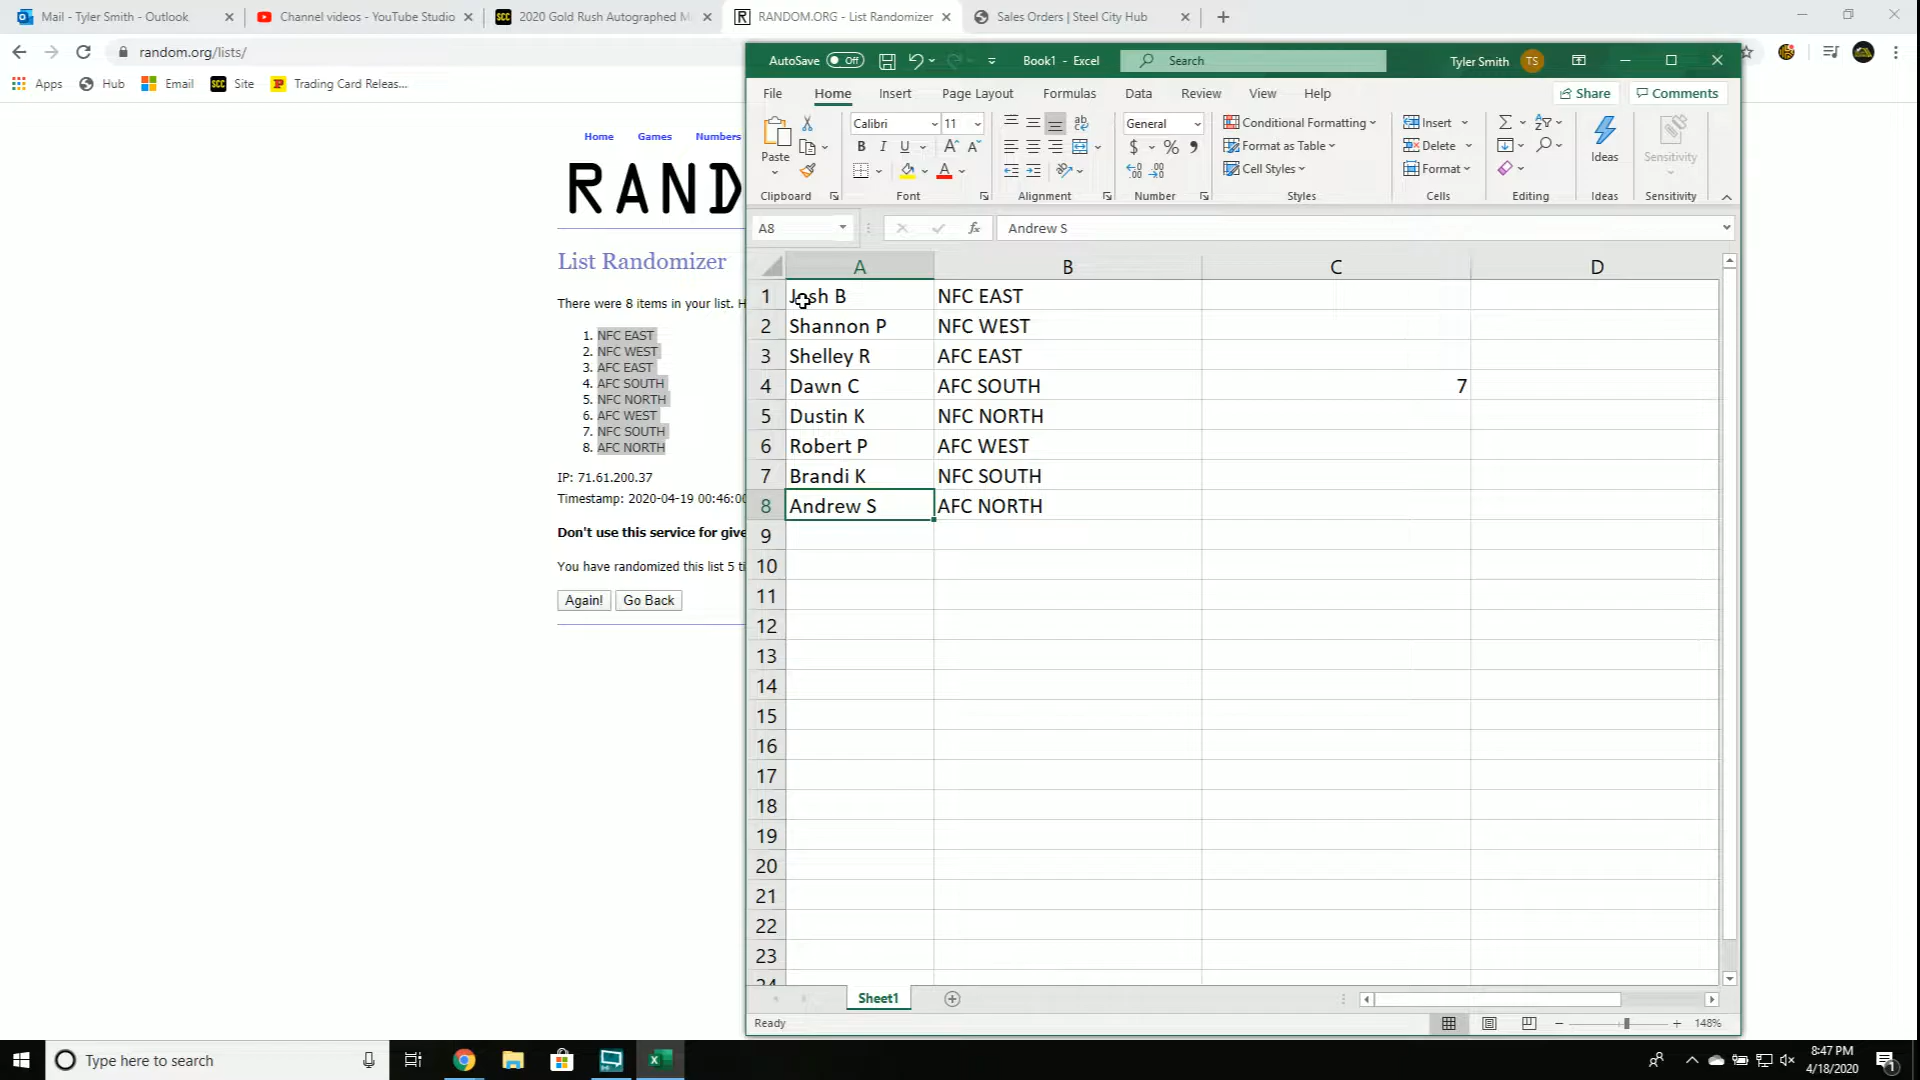 Mail - Tyler Smith - Outlook
Channel videos - YouTube Studio
SCC 2020 Gold Rush Autographed M
R RANDOM.ORG - List Randomizer
Sales Orders | Steel City Hub
random.org/lists/
Apps Hub Email SCC Site Trading Card Releas...
Home Games Numbers
RAND
List Randomizer
There were 8 items in your list. H
1. NFC EAST
2. NFC WEST
3. AFC EAST
4. AFC SOUTH
5. NFC NORTH
6. AFC WEST
7. NFC SOUTH
8. AFC NORTH
IP: 71.61.200.37
Timestamp: 2020-04-19 00:46:00
Don't use this service for give
You have randomized this list 5 ti
Again! Go Back
AutoSave Off Book1 - Excel Search Tyler Smith TS
File Home Insert Page Layout Formulas Data Review View Help Share Comments
Paste
Calibri 11
B I U A A
ab
General
$ % 9
Conditional Formatting
Format as Table
Cell Styles
Insert
Delete
Format
Ideas
Sensitivity
Clipboard Font Alignment Number Styles Cells Editing Ideas Sensitivity
A8 fx Andrew S
A B C D
1 Josh B NFC EAST
2 Shannon P NFC WEST
3 Shelley R AFC EAST
4 Dawn C AFC SOUTH 7
5 Dustin K NFC NORTH
6 Robert P AFC WEST
7 Brandi K NFC SOUTH
8 Andrew S AFC NORTH
9
10
11
12
13
14
15
16
17
18
19
20
21
22
23
24
Sheet1
Ready 148%
Type here to search
8:47 PM
4/18/2020
1